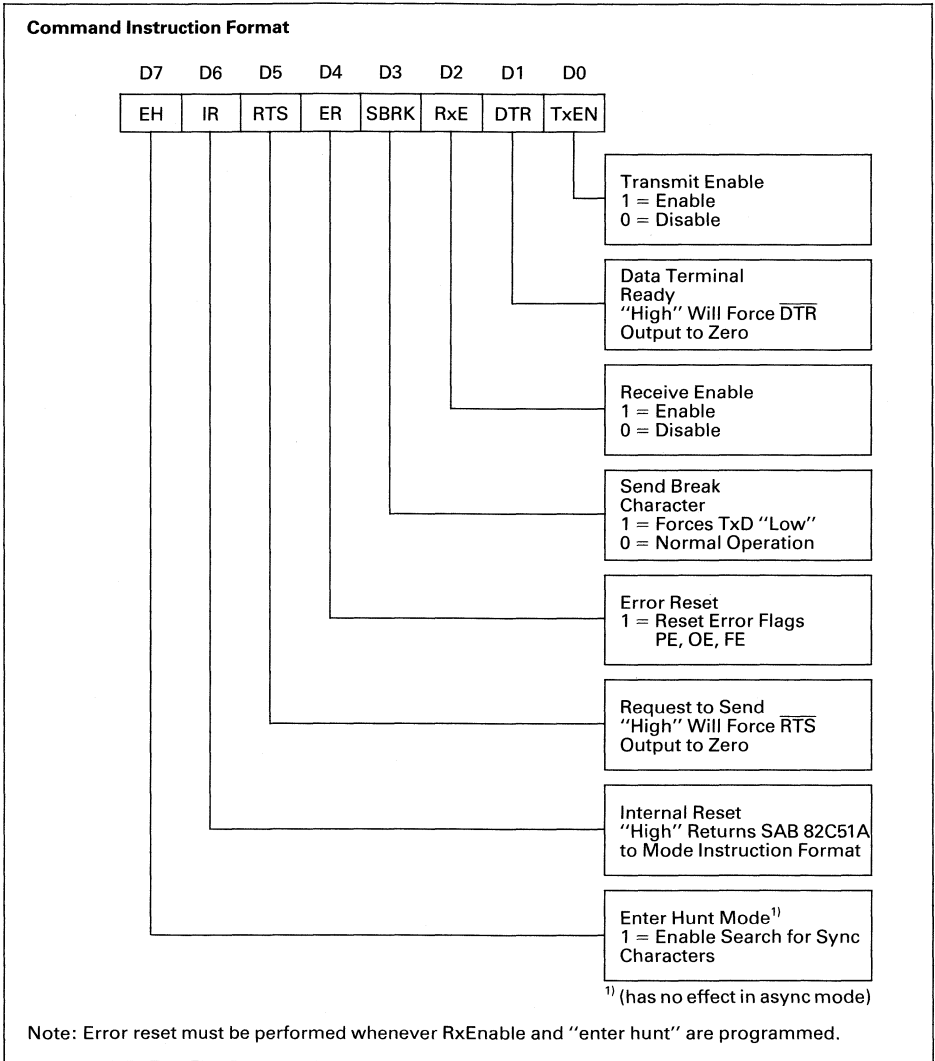 Command Instruction Format
D7 D6 D5 D4 D3 D2 D1 D0
EH IR RTS ER SBRK RxE DTR TxEN
Transmit Enable
1 = Enable
0 = Disable
Data Terminal
Ready
"High" Will Force D̅T̅R̅
Output to Zero
Receive Enable
1 = Enable
0 = Disable
Send Break
Character
1 = Forces TxD "Low"
0 = Normal Operation
Error Reset
1 = Reset Error Flags
PE, OE, FE
Request to Send
"High" Will Force R̅T̅S̅
Output to Zero
Internal Reset
"High" Returns SAB 82C51A
to Mode Instruction Format
Enter Hunt Mode¹⁾
1 = Enable Search for Sync
Characters
¹⁾ (has no effect in async mode)
Note: Error reset must be performed whenever RxEnable and "enter hunt" are programmed.